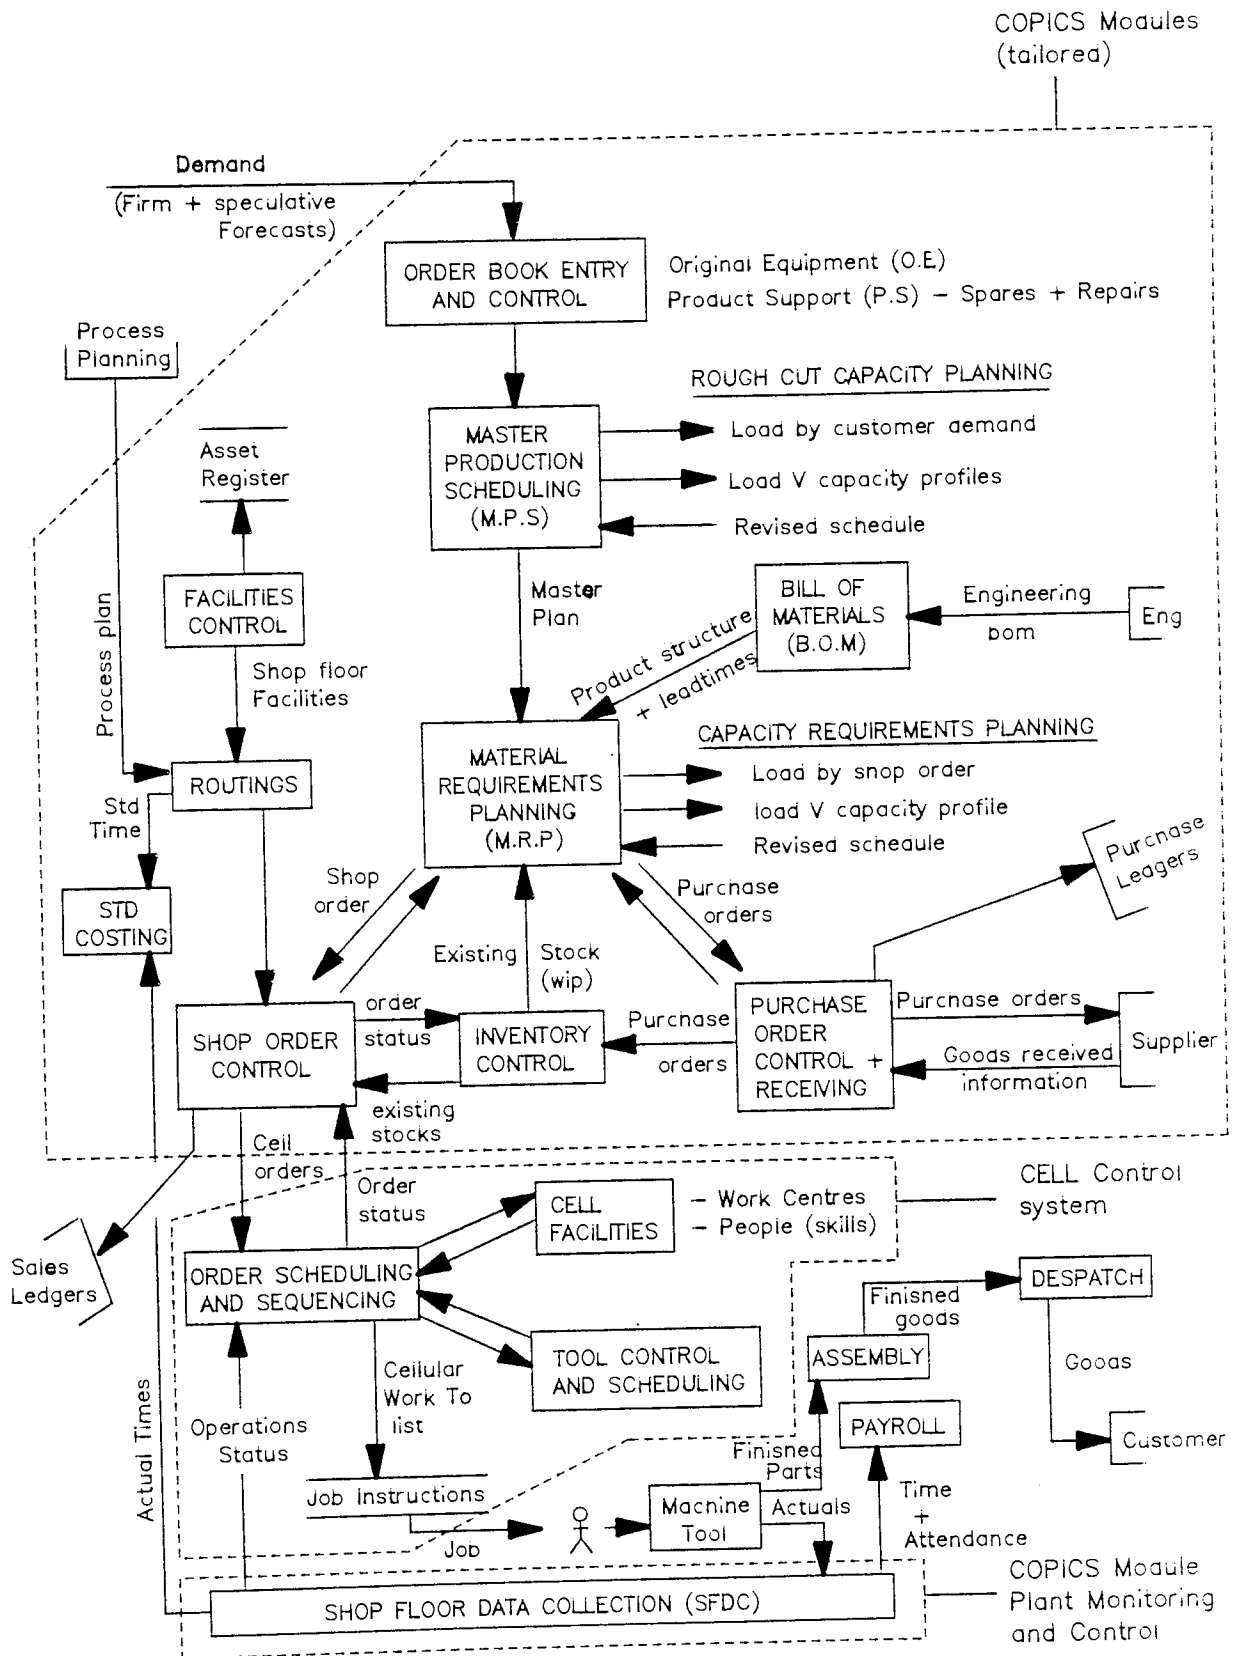 COPICS Modules
(tailored)
Demand
(Firm + speculative
Forecasts)
ORDER BOOK ENTRY
AND CONTROL
Original Equipment (O.E)
Product Support (P.S) – Spares + Repairs
Process
Planning
ROUGH CUT CAPACITY PLANNING
MASTER
PRODUCTION
SCHEDULING
(M.P.S)
Load by customer demand
Load V capacity profiles
Revised schedule
Asset
Register
FACILITIES
CONTROL
Master
Plan
BILL OF
MATERIALS
(B.O.M)
Engineering
bom
Eng
Process plan
Shop floor
Facilities
Product structure
+ leadtimes
MATERIAL
REQUIREMENTS
PLANNING
(M.R.P)
CAPACITY REQUIREMENTS PLANNING
Load by shop order
load V capacity profile
Revised schedule
ROUTINGS
Std
Time
STD
COSTING
Shop
order
Purchase
orders
Purchase
Leagers
Existing
Stock
(wip)
SHOP ORDER
CONTROL
order
status
INVENTORY
CONTROL
Purchase
orders
PURCHASE
ORDER
CONTROL +
RECEIVING
Purchase orders
Goods received
information
Supplier
existing
stocks
Cell
orders
Order
status
CELL
FACILITIES
– Work Centres
– People (skills)
CELL Control
system
Sales
Ledgers
ORDER SCHEDULING
AND SEQUENCING
TOOL CONTROL
AND SCHEDULING
Finished
goods
DESPATCH
ASSEMBLY
Goods
Customer
PAYROLL
Cellular
Work To
list
Operations
Status
Actual Times
Job Instructions
Job
Machine
Tool
Finished
Parts
Actuals
Time
+
Attendance
SHOP FLOOR DATA COLLECTION (SFDC)
COPICS Module
Plant Monitoring
and Control